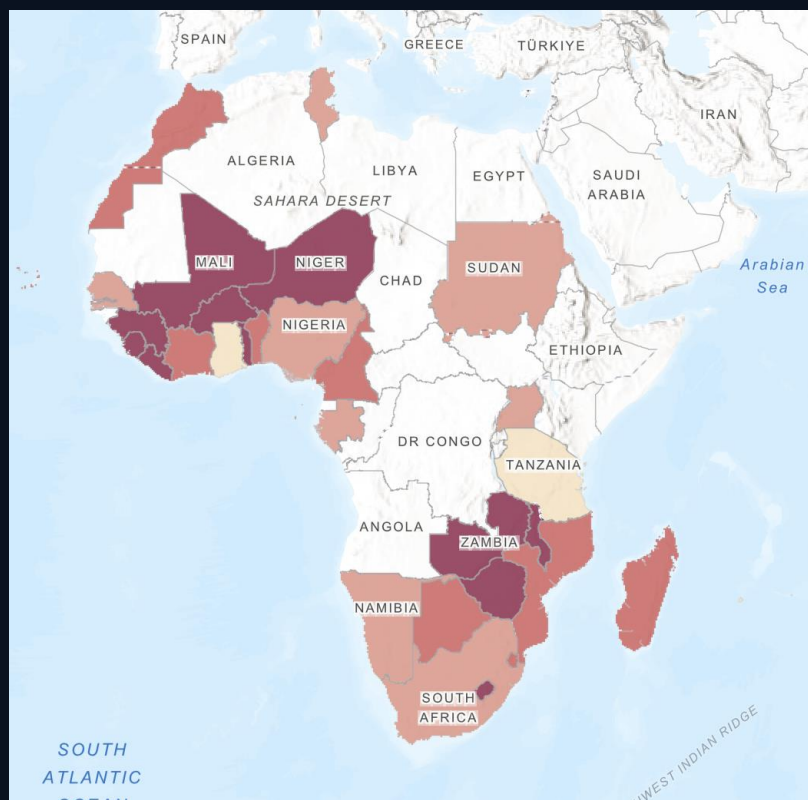 SPAIN
GREECE
TÜRKIYE
IRAN
ALGERIA
LIBYA
EGYPT
SAUDI
ARABIA
SAHARA DESERT
MALI
NIGER
CHAD
SUDAN
Arabian
Sea
NIGERIA
ETHIOPIA
DR CONGO
TANZANIA
ANGOLA
ZAMBIA
NAMIBIA
SOUTH
AFRICA
SOUTH
ATLANTIC
OCEAN
WEST INDIAN RIDGE